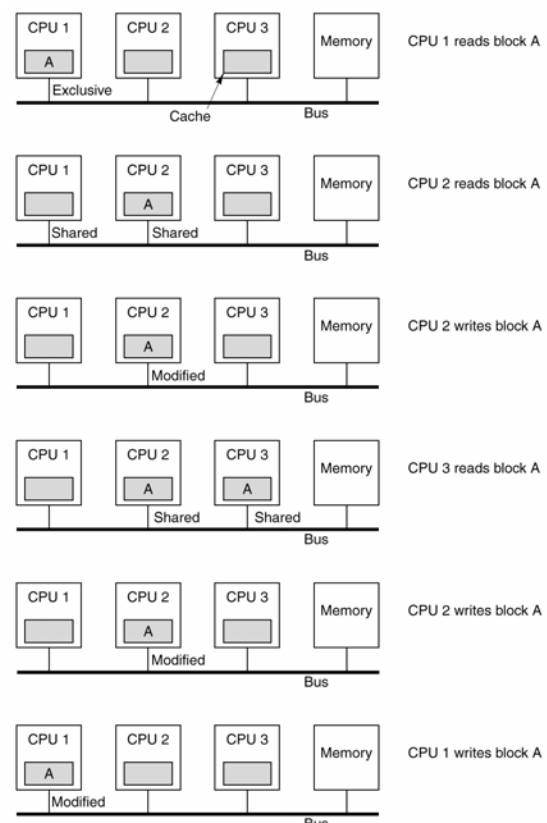 CPU 1 CPU 2 CPU 3 Memory CPU 1 reads block A
A
Exclusive
Cache Bus
CPU 1 CPU 2 CPU 3 Memory CPU 2 reads block A
A
Shared Shared
Bus
CPU 1 CPU 2 CPU 3 Memory CPU 2 writes block A
A
Modified
Bus
CPU 1 CPU 2 CPU 3 Memory CPU 3 reads block A
A A
Shared Shared
Bus
CPU 1 CPU 2 CPU 3 Memory CPU 2 writes block A
A
Modified
Bus
CPU 1 CPU 2 CPU 3 Memory CPU 1 writes block A
A
Modified
Bus